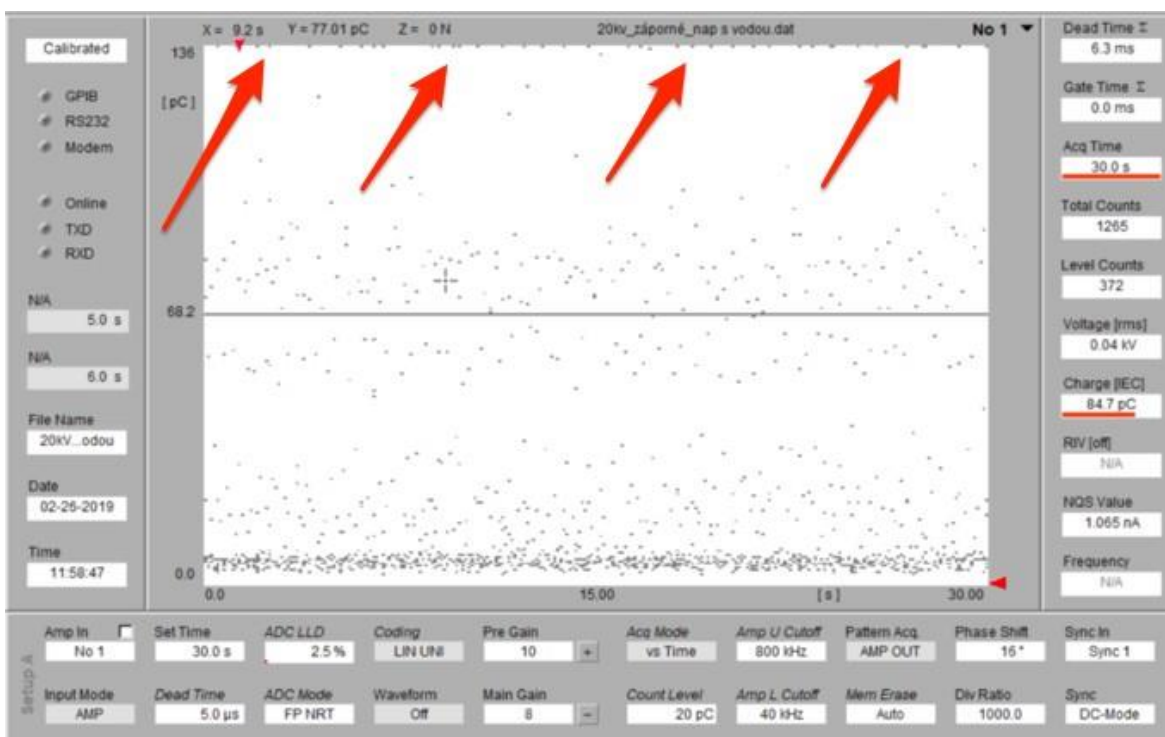 X= 9.2 s Y= 77.01 pC Z= 0 N 20kv_záporné_nap s vodou.dat No 1
Calibrated
GPIB
RS232
Modem
Online
TXD
RXD
N/A
5.0 s
N/A
6.0 s
File Name
20kV...odou
Date
02-26-2019
Time
11:58:47
136
[pC]
68.2
0.0
0.0 15.00 [s] 30.00
Dead Time Σ
6.3 ms
Gate Time Σ
0.0 ms
Acq Time
30.0 s
Total Counts
1265
Level Counts
372
Voltage [rms]
0.04 kV
Charge [IEC]
84.7 pC
RIV [off]
N/A
NQS Value
1.065 nA
Frequency
N/A
Setup A
Amp In Set Time ADC LLD Coding Pre Gain Acq Mode Amp U Cutoff Pattern Acq. Phase Shift Sync In
No 1 30.0 s 2.5 % LIN UNI 10 + vs Time 800 kHz AMP OUT 16 ° Sync 1
Input Mode Dead Time ADC Mode Waveform Main Gain Count Level Amp L Cutoff Mem Erase Div Ratio Sync
AMP 5.0 µs FP NRT Off 8 – 20 pC 40 kHz Auto 1000.0 DC-Mode